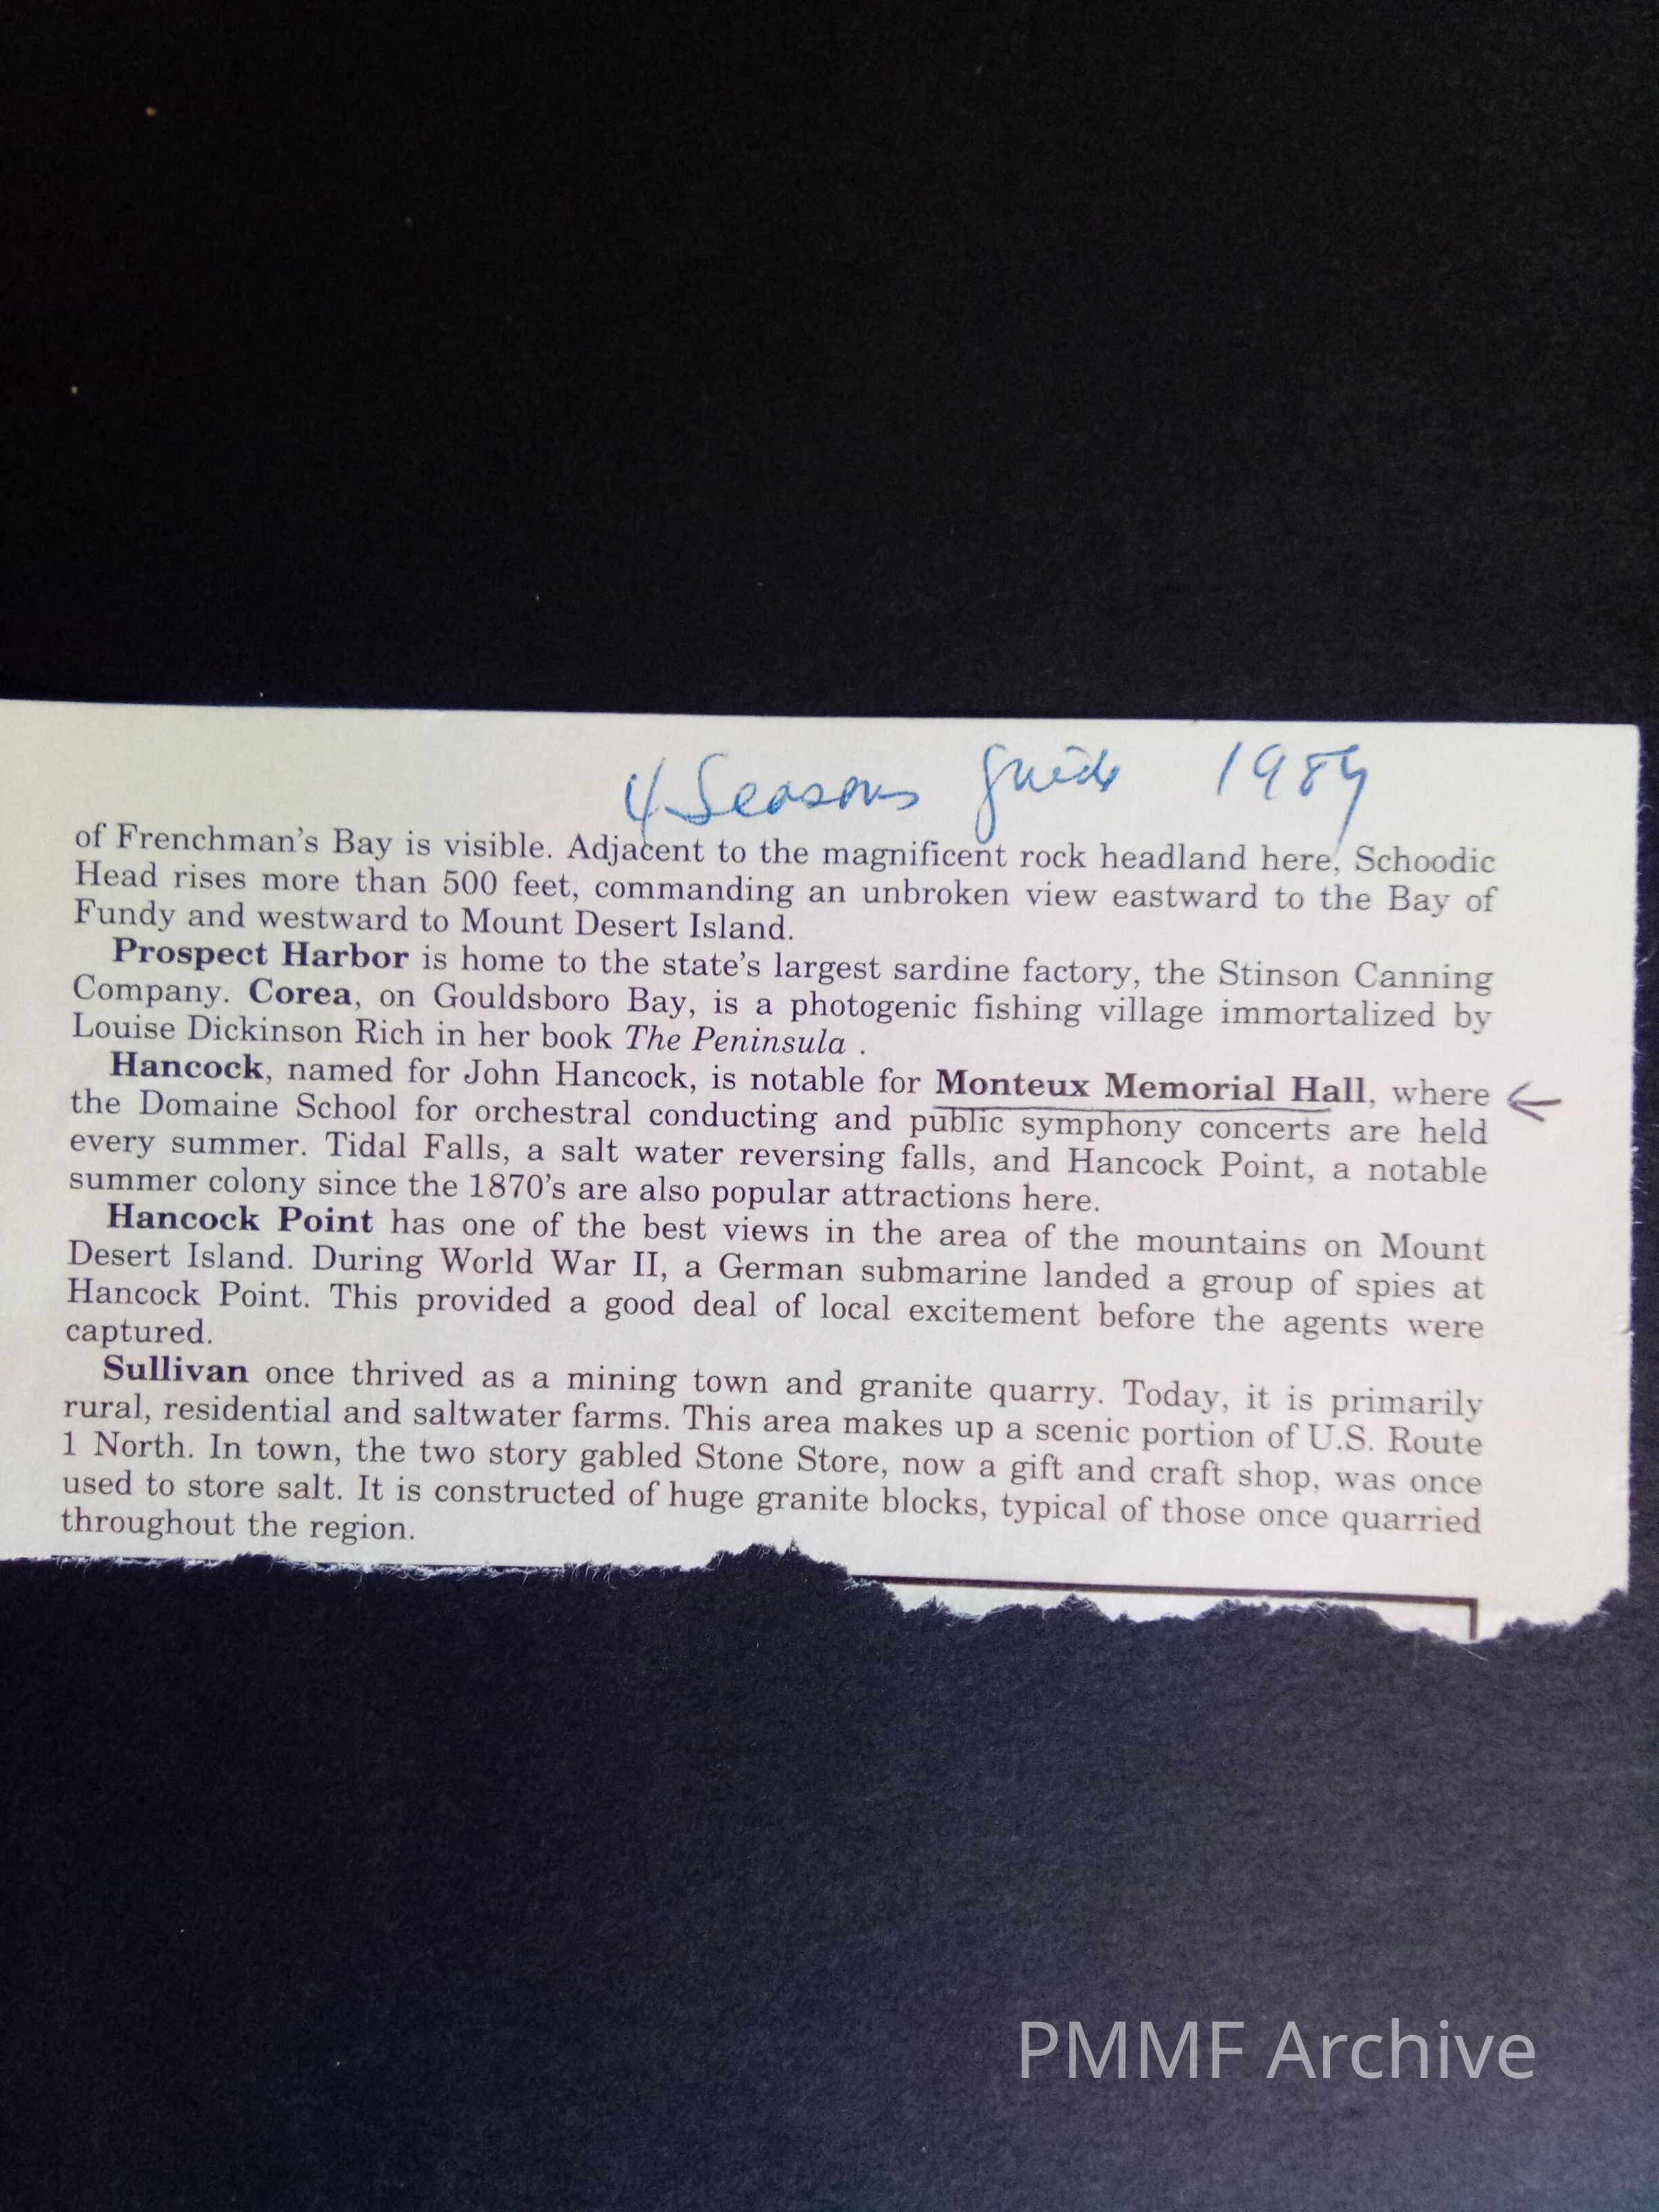 4 Seasons guide 1989
of Frenchman's Bay is visible. Adjacent to the magnificent rock headland here, Schoodic
Head rises more than 500 feet, commanding an unbroken view eastward to the Bay of
Fundy and westward to Mount Desert Island.
Prospect Harbor is home to the state's largest sardine factory, the Stinson Canning
Company. Corea, on Gouldsboro Bay, is a photogenic fishing village immortalized by
Louise Dickinson Rich in her book The Peninsula .
Hancock, named for John Hancock, is notable for Monteux Memorial Hall, where
the Domaine School for orchestral conducting and public symphony concerts are held
every summer. Tidal Falls, a salt water reversing falls, and Hancock Point, a notable
summer colony since the 1870's are also popular attractions here.
Hancock Point has one of the best views in the area of the mountains on Mount
Desert Island. During World War II, a German submarine landed a group of spies at
Hancock Point. This provided a good deal of local excitement before the agents were
captured.
Sullivan once thrived as a mining town and granite quarry. Today, it is primarily
rural, residential and saltwater farms. This area makes up a scenic portion of U.S. Route
1 North. In town, the two story gabled Stone Store, now a gift and craft shop, was once
used to store salt. It is constructed of huge granite blocks, typical of those once quarried
throughout the region.
PMMF Archive